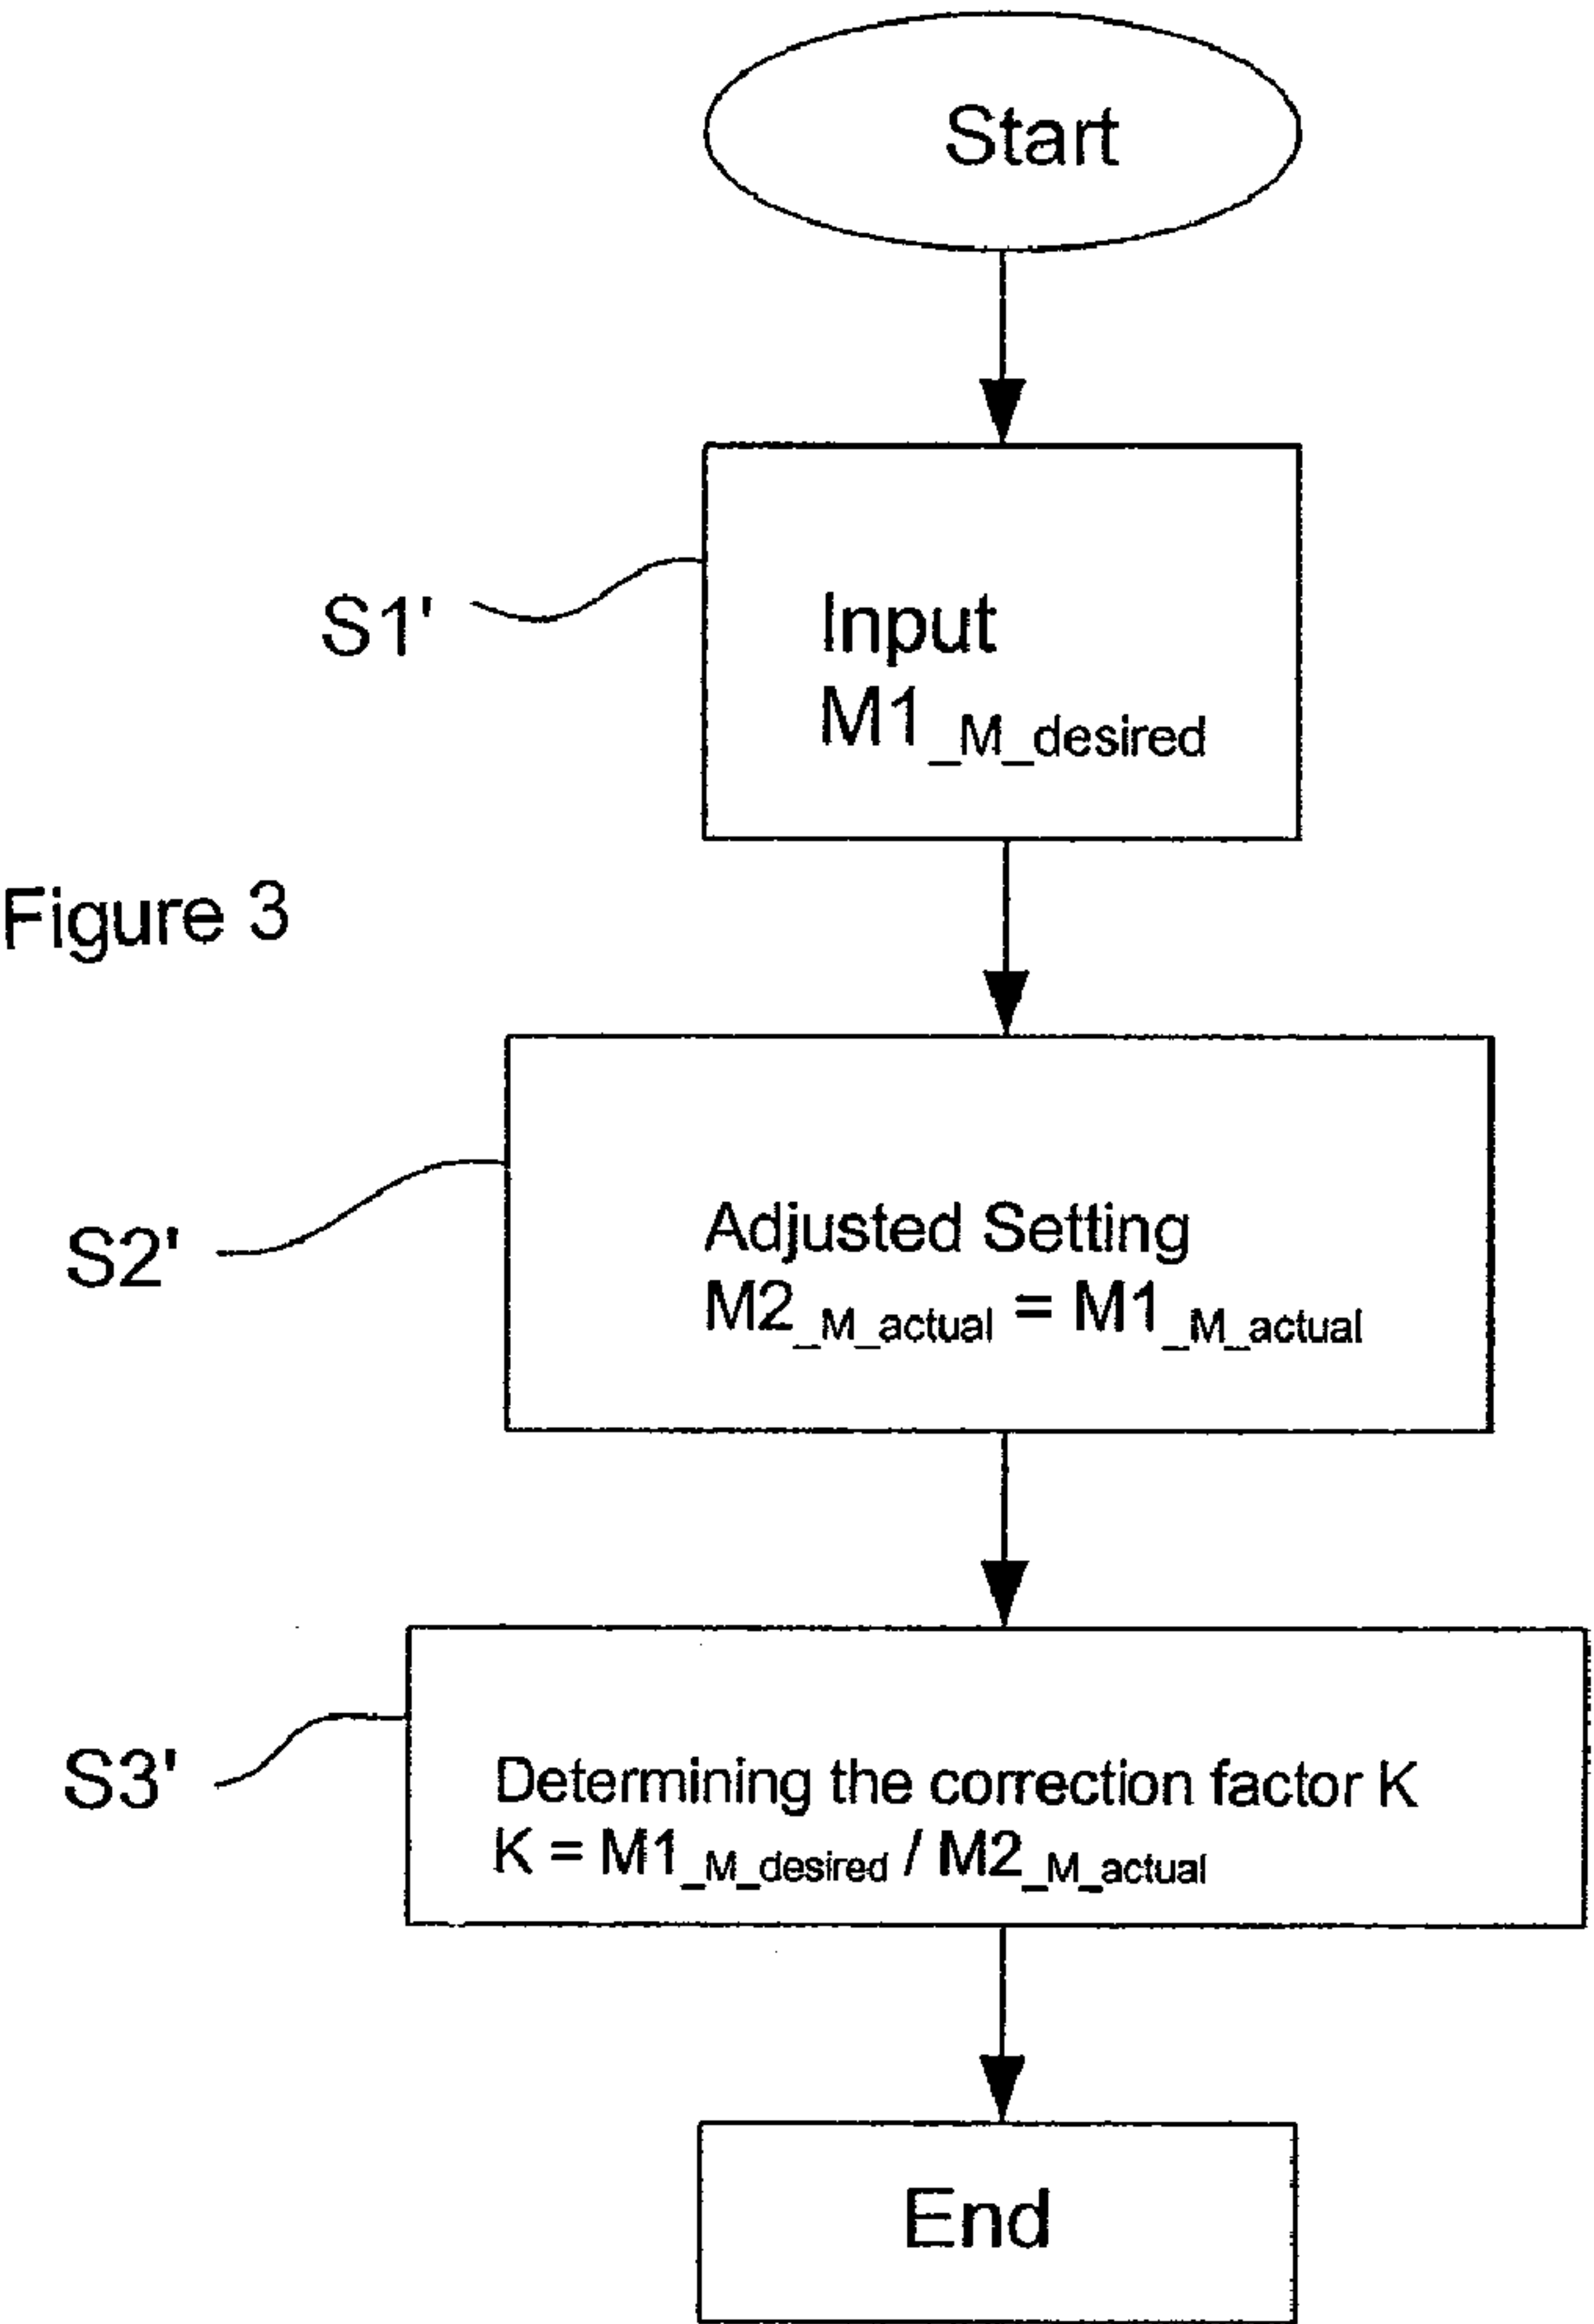 Start
S1'
Input
M1_M_desired
Figure 3
S2'
Adjusted Setting
M2_M_actual = M1_M_actual
S3'
Determining the correction factor K
K = M1_M_desired / M2_M_actual
End